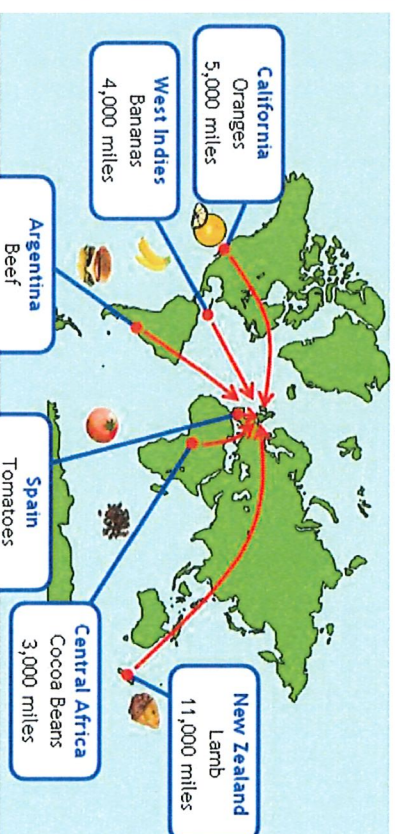 California
Oranges
5,000 miles
West Indies
Bananas
4,000 miles
Argentina
Beef
Spain
Tomatoes
Central Africa
Cocoa Beans
3,000 miles
New Zealand
Lamb
11,000 miles